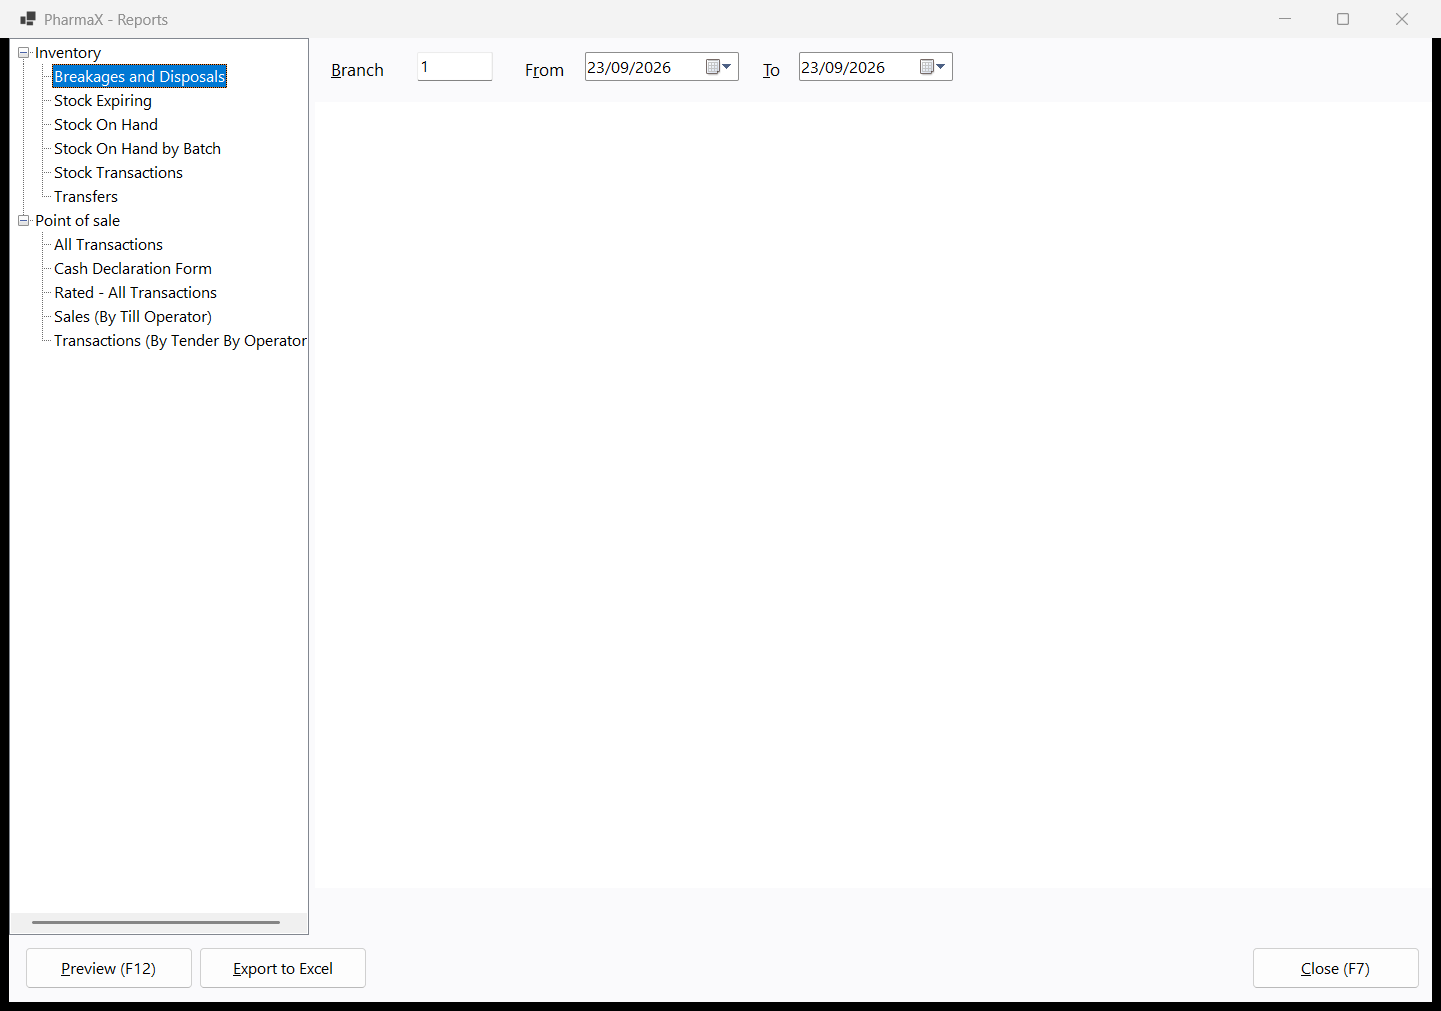 PharmaX - Reports
Inventory
Breakages and Disposals
Stock Expiring
Stock On Hand
Stock On Hand by Batch
Stock Transactions
Transfers
Point of sale
All Transactions
Cash Declaration Form
Rated - All Transactions
Sales (By Till Operator)
Transactions (By Tender By Operator
Branch 1 From 23/09/2026 To 23/09/2026
Preview (F12) Export to Excel Close (F7)